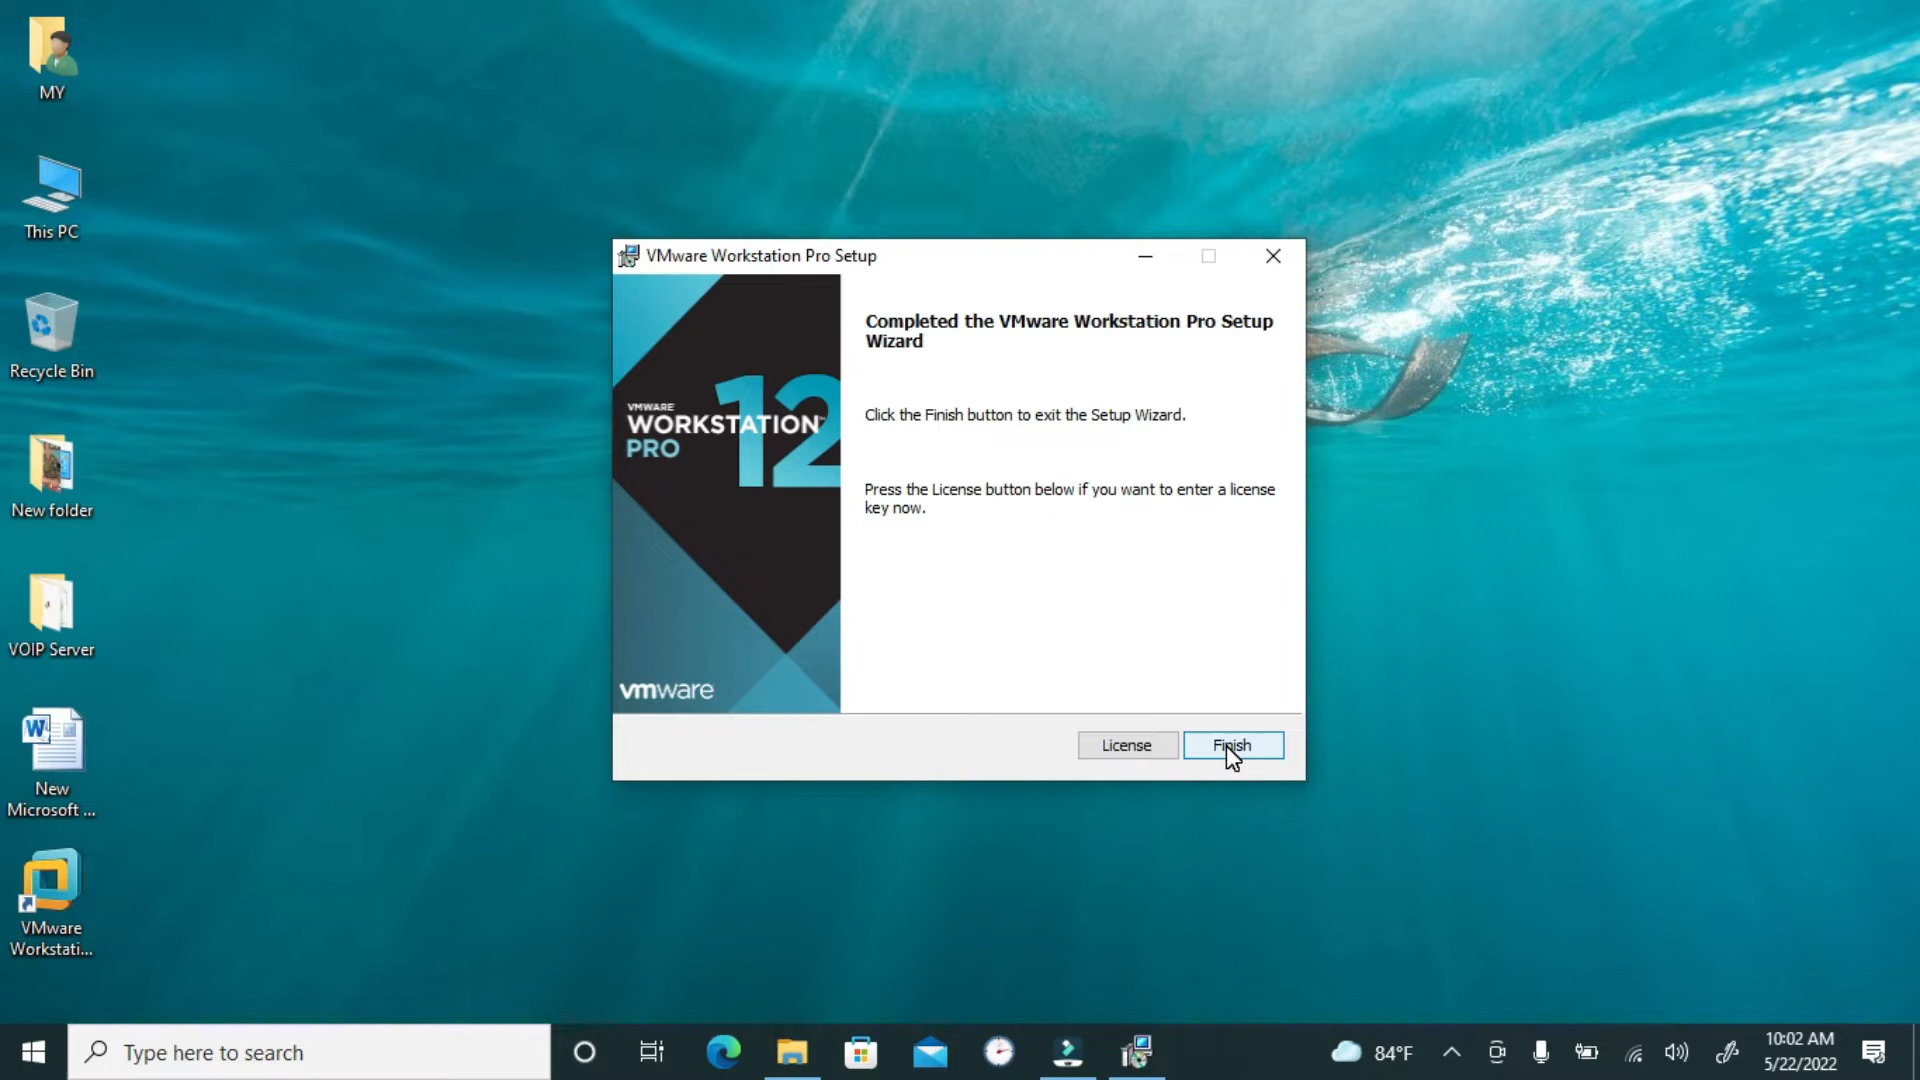 MY
This PC
Recycle Bin
New folder
VOIP Server
New
Microsoft ...
VMware
Workstati...
VMware Workstation Pro Setup
12
VMWARE
WORKSTATION™
PRO
vmware
Completed the VMware Workstation Pro Setup
Wizard
Click the Finish button to exit the Setup Wizard.
Press the License button below if you want to enter a license
key now.
License
Finish
Type here to search
84°F
10:02 AM
5/22/2022